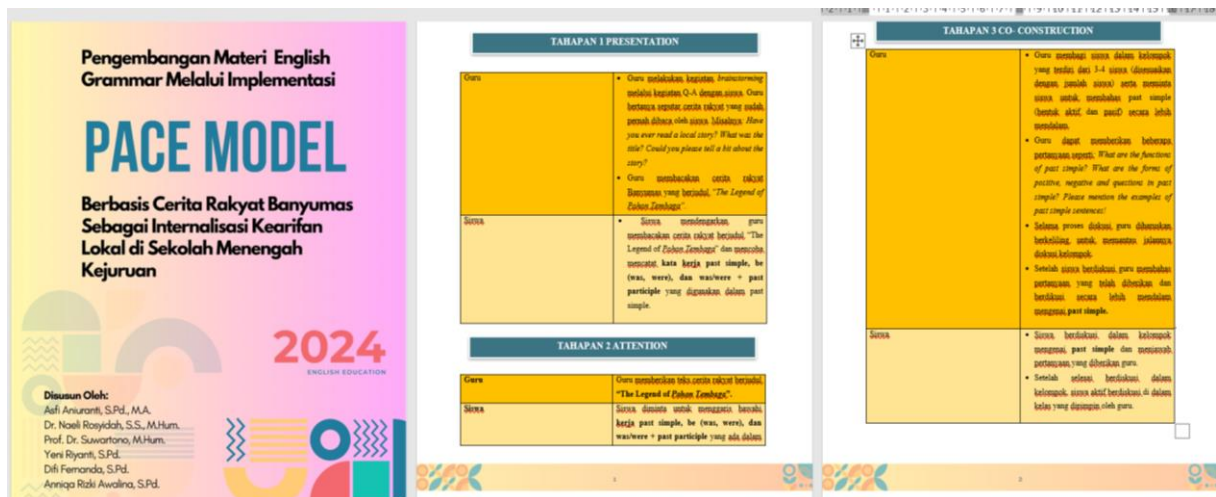 Pengembangan Materi English
Grammar Melalui Implementasi
PACE MODEL
Berbasis Cerita Rakyat Banyumas
Sebagai Internalisasi Kearifan
Lokal di Sekolah Menengah
Kejuruan
2024
ENGLISH EDUCATION
Disusun Oleh:
Asfi Aniuranti, S.Pd., M.A.
Dr. Naeli Rosyidah, S.S., M.Hum.
Prof. Dr. Suwartono, M.Hum.
Yeni Riyanti, S.Pd.
Difi Fernanda, S.Pd.
Anniqa Rizki Awalina, S.Pd.
TAHAPAN 1 PRESENTATION
Guru
• Guru melakukan kegiatan brainstorming
melalui kegiatan Q-A dengan siswa. Guru
bertanya seputar cerita rakyat yang sudah
pernah dibaca oleh siswa. Misalnya: Have
you ever read a local story? What was the
title? Could you please tell a bit about the
story?
• Guru membacakan cerita rakyat
Banyumas yang berjudul, "The Legend of
Pohon Tembaga".
Siswa
• Siswa mendengarkan guru
membacakan cerita rakyat berjudul, "The
Legend of Pohon Tembaga" dan mencoba
mencatat kata kerja past simple, be
(was, were), dan was/were + past
participle yang digunakan dalam past
simple.
TAHAPAN 2 ATTENTION
Guru
Guru memberikan teks cerita rakyat berjudul,
"The Legend of Pohon Tembaga".
Siswa
Siswa diminta untuk menggaris bawahi
kerja past simple, be (was, were), dan
was/were + past participle yang ada dalam
1
TAHAPAN 3 CO- CONSTRUCTION
Guru
• Guru membagi siswa dalam kelompok
yang terdiri dari 3-4 siswa (disesuaikan
dengan jumlah siswa) serta meminta
siswa untuk membahas past simple
(bentuk aktif dan pasif) secara lebih
mendalam.
• Guru dapat memberikan beberapa
pertanyaan seperti, What are the functions
of past simple? What are the forms of
positive, negative and questions in past
simple? Please mention the examples of
past simple sentences!
• Selama proses diskusi, guru diharuskan
berkeliling untuk memantau jalannya
diskusi kelompok.
• Setelah siswa berdiskusi guru membahas
pertanyaan yang telah diberikan dan
berdikusi secara lebih mendalam
mengenai past simple.
Siswa
• Siswa berdiskusi dalam kelompok
mengenai past simple dan menjawab
pertanyaan yang diberikan guru.
• Setelah selesai berdiskusi dalam
kelompok, siswa aktif berdiskusi di dalam
kelas yang dipimpin oleh guru.
2